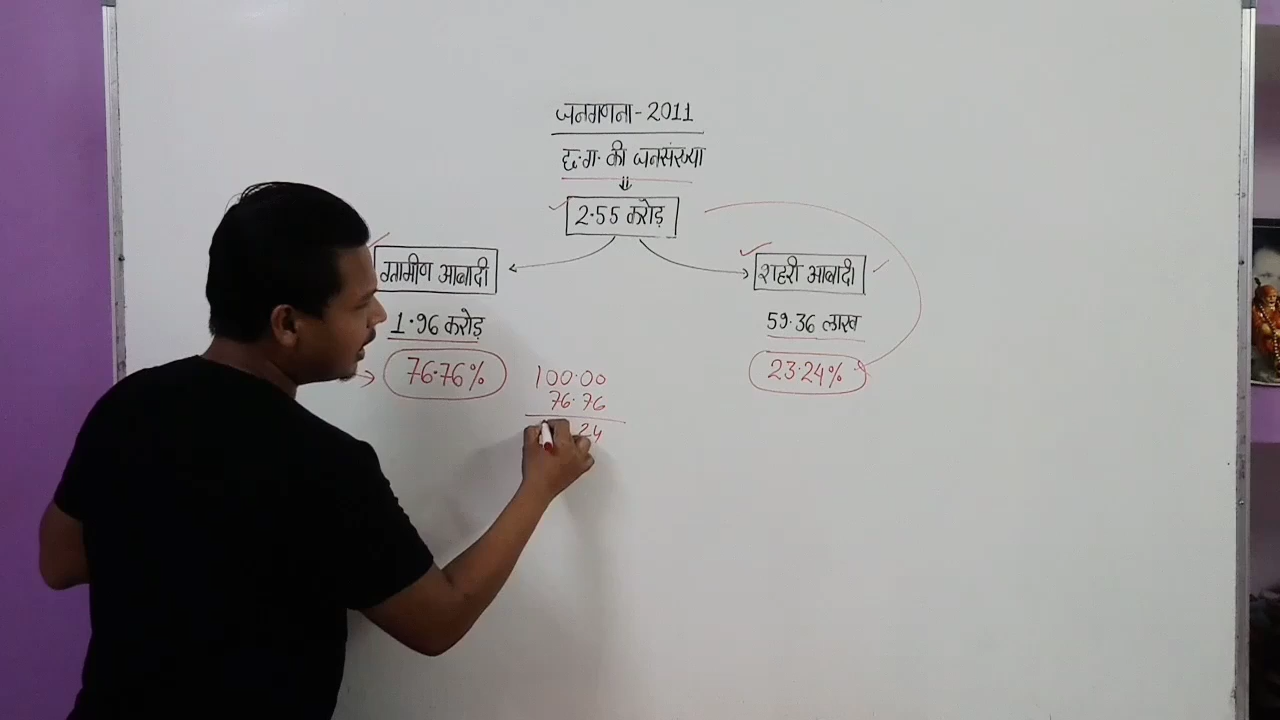 जनगणना-2011
छ.ग. की जनसंख्या
2.55 करोड़
ग्रामीण आबादी
1.96 करोड़
76.76%
शहरी आबादी
59.36 लाख
23.24%
100.00
76.76
24